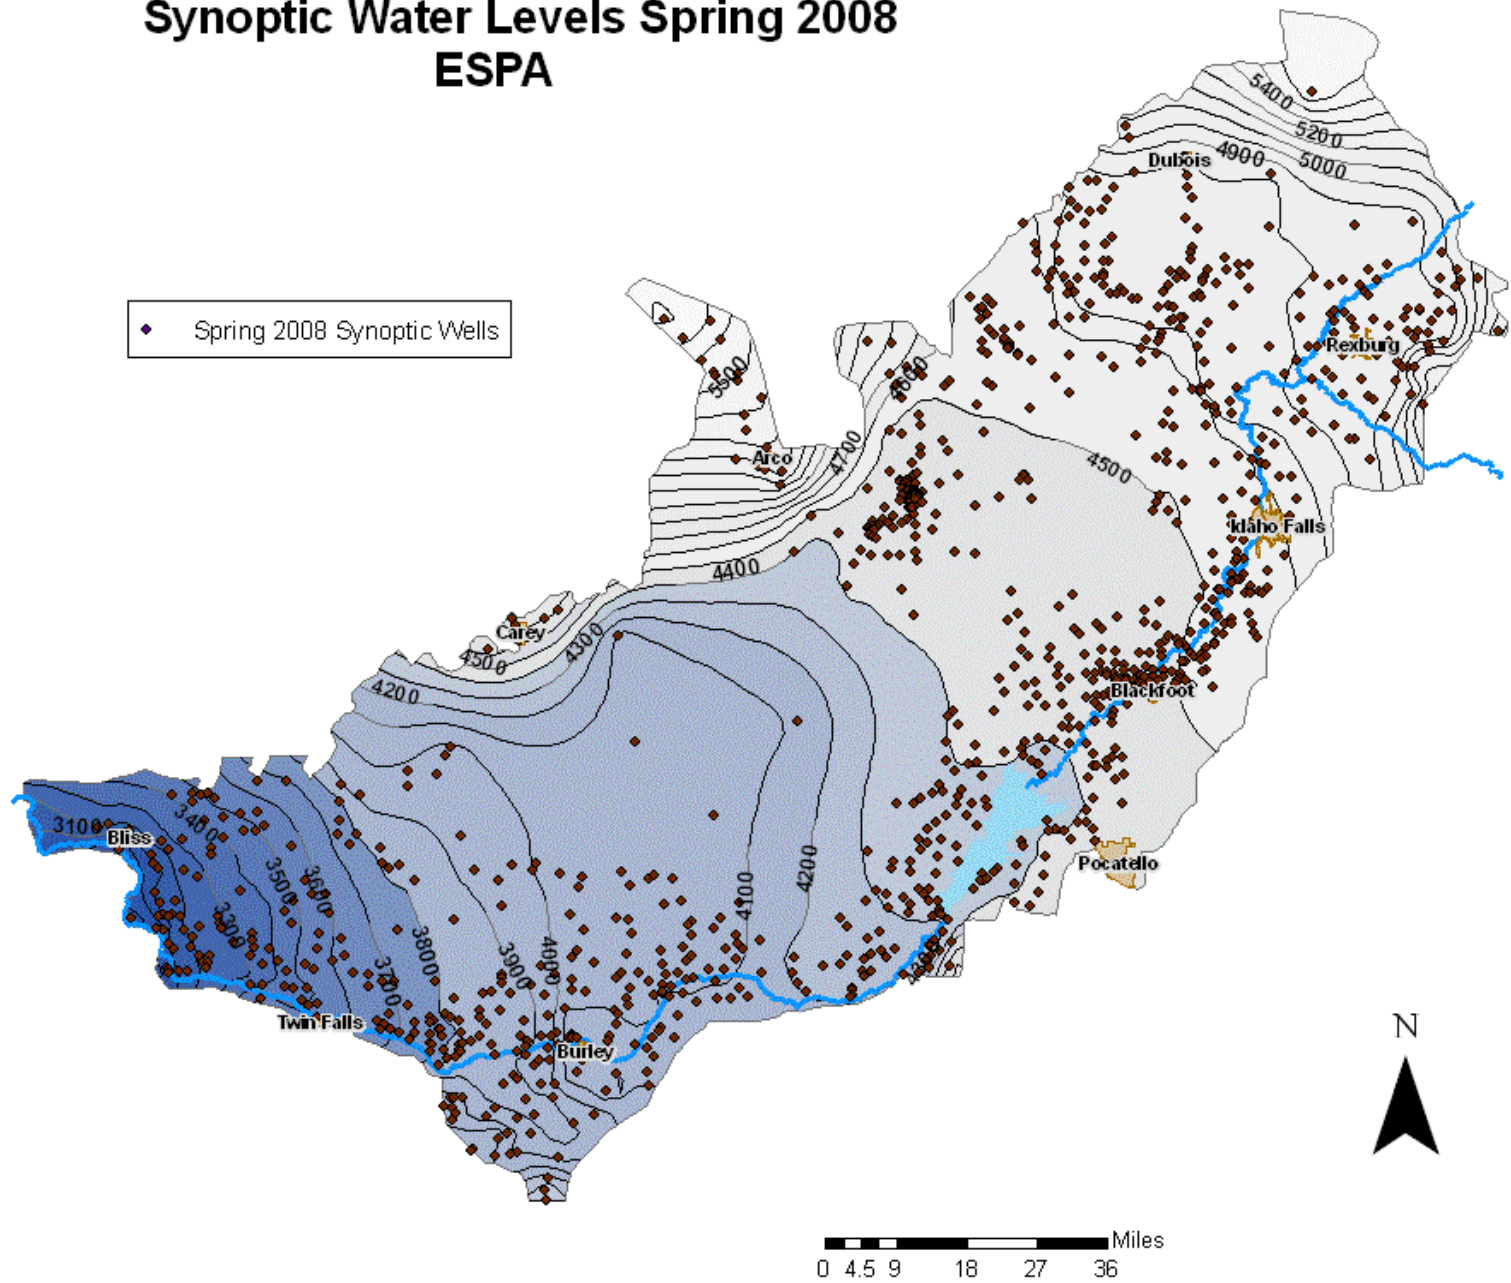 Synoptic Water Levels Spring 2008
ESPA
5400
5200
Dubois
4900
5000
Spring 2008 Synoptic Wells
Rexburg
5500
4600
4700
Arco
4500
Idaho Falls
4400
Carey
4300
4500
4200
Blackfoot
3100
Bliss
3400
3500
3600
Pocatello
4200
4100
3300
3800
3900
4000
3700
Twin Falls
Burley
N
Miles
0 4.5 9 18 27 36